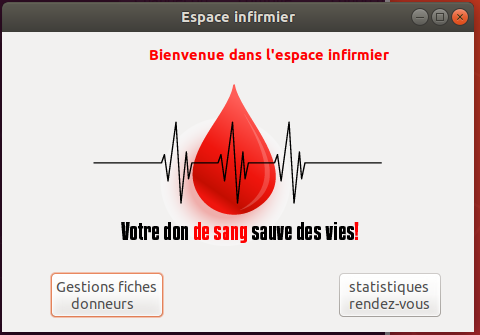 Espace infirmier
Bienvenue dans l'espace infirmier
Votre don de sang sauve des vies!
Gestions fiches
donneurs
statistiques
rendez-vous